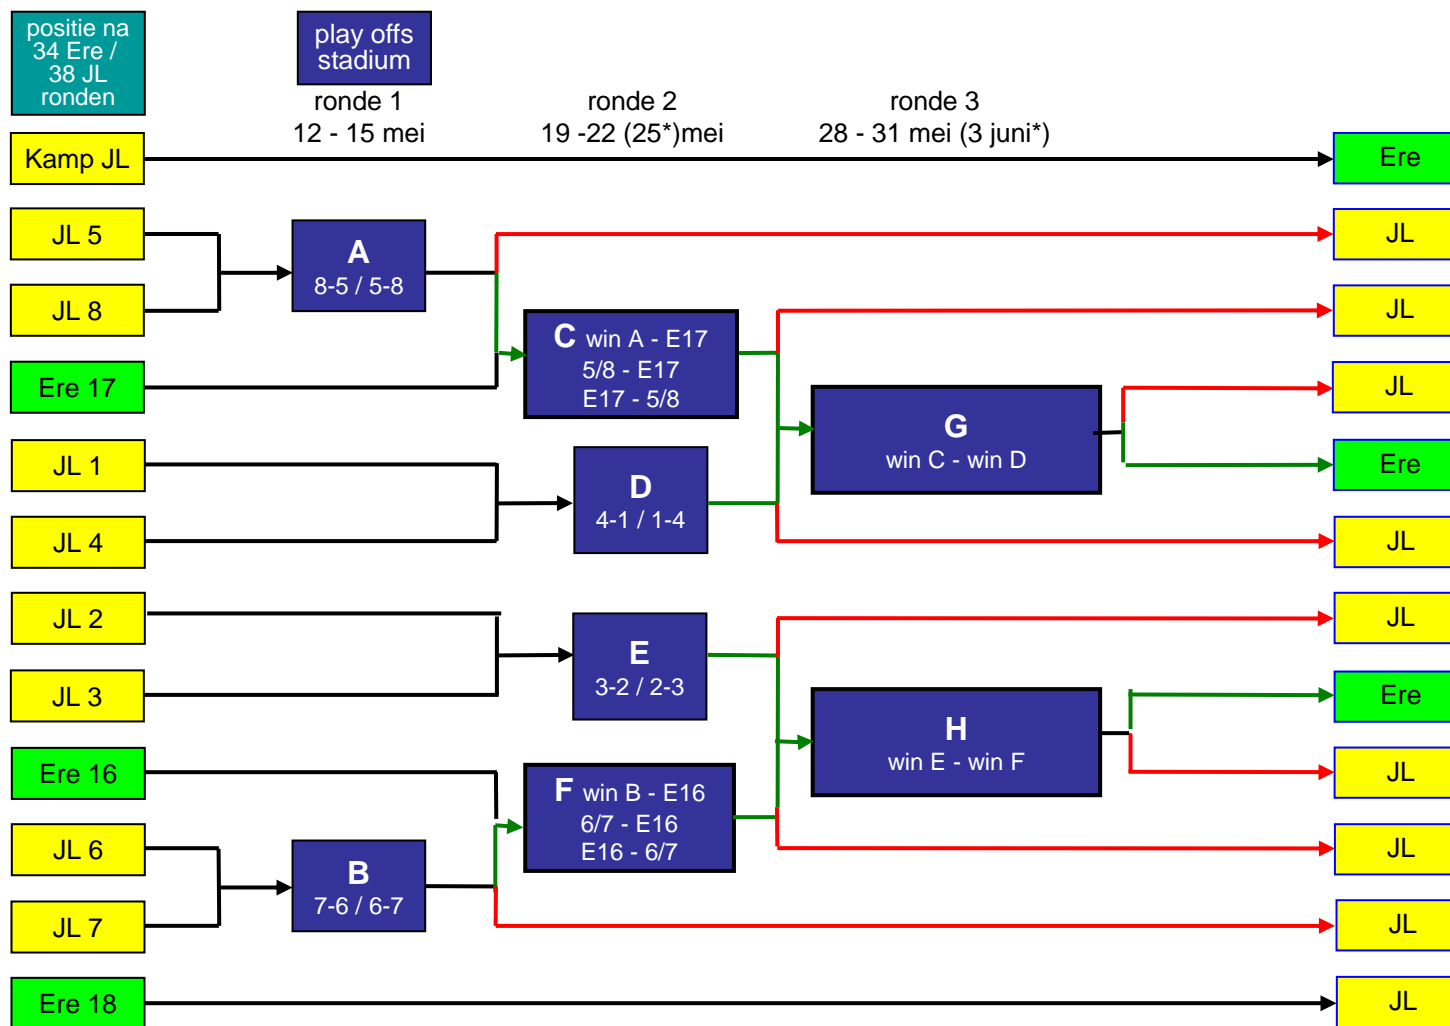 positie na
34 Ere /
38 JL
ronden
play offs
stadium
ronde 1
12 - 15 mei
ronde 2
19 -22 (25*)mei
ronde 3
28 - 31 mei (3 juni*)
Kamp JL
Ere
JL 5
A
8-5 / 5-8
JL
JL 8
C win A - E17
5/8 - E17
E17 - 5/8
JL
Ere 17
G
win C - win D
JL
JL 1
D
4-1 / 1-4
Ere
JL 4
JL
JL 2
E
3-2 / 2-3
JL
JL 3
H
win E - win F
Ere
Ere 16
F win B - E16
6/7 - E16
E16 - 6/7
JL
JL 6
B
7-6 / 6-7
JL
JL 7
JL
Ere 18
JL